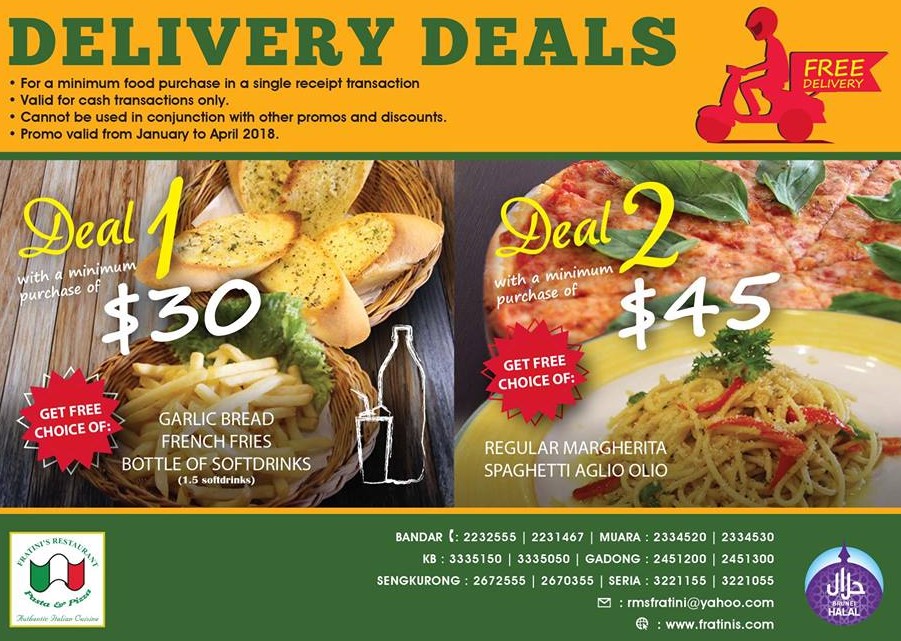 DELIVERY DEALS
• For a minimum food purchase in a single receipt transaction
• Valid for cash transactions only.
• Cannot be used in conjunction with other promos and discounts.
• Promo valid from January to April 2018.
FREE
DELIVERY
Deal 1
with a minimum
purchase of
$30
GET FREE
CHOICE OF:
GARLIC BREAD
FRENCH FRIES
BOTTLE OF SOFTDRINKS
(1.5 softdrinks)
Deal 2
with a minimum
purchase of
$45
GET FREE
CHOICE OF:
REGULAR MARGHERITA
SPAGHETTI AGLIO OLIO
FRATINI'S RESTAURANT
Pasta & Pizza
Authentic Italian Cuisine
BANDAR : 2232555 | 2231467 | MUARA : 2334520 | 2334530
KB : 3335150 | 3335050 | GADONG : 2451200 | 2451300
SENGKURONG : 2672555 | 2670355 | SERIA : 3221155 | 3221055
: rmsfratini@yahoo.com
: www.fratinis.com
حلال
BRUNEI
HALAL